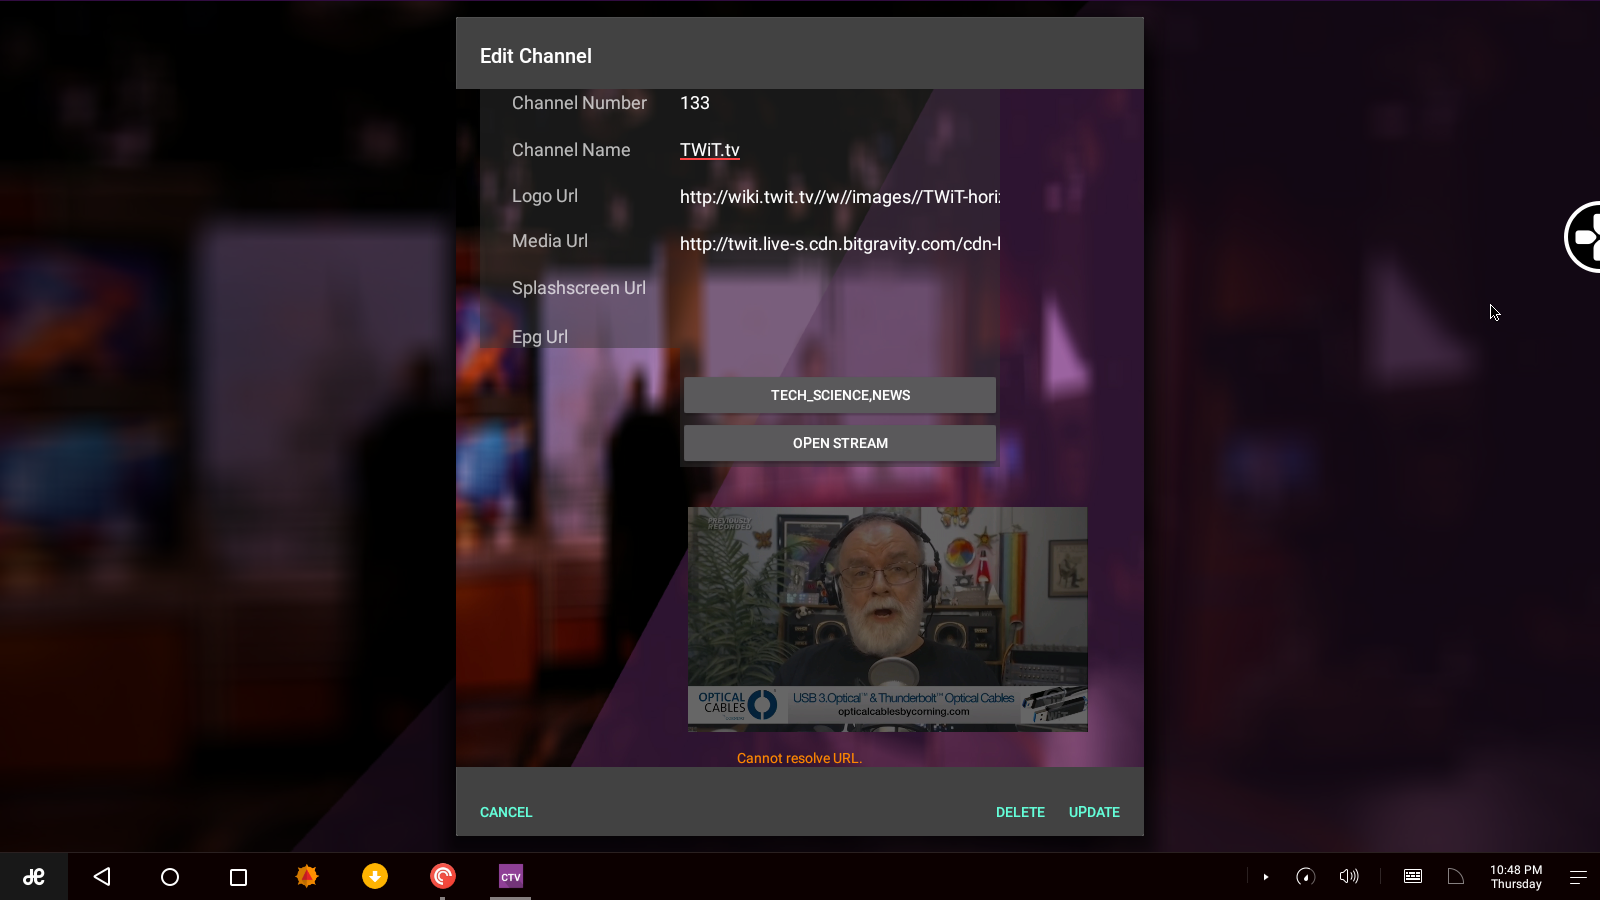 Edit Channel
Channel Number 133
Channel Name TWiT.tv
Logo Url http://wiki.twit.tv//w//images//TWiT-hori
Media Url http://twit.live-s.cdn.bitgravity.com/cdn-l
Splashscreen Url
Epg Url
TECH_SCIENCE,NEWS
OPEN STREAM
PREVIOUSLY
RECORDED
OPTICAL
CABLES
USB 3.Optical™ & Thunderbolt™ Optical Cables
opticalcablesbycorning.com
Cannot resolve URL.
CANCEL
DELETE UPDATE
CTV
10:48 PM
Thursday